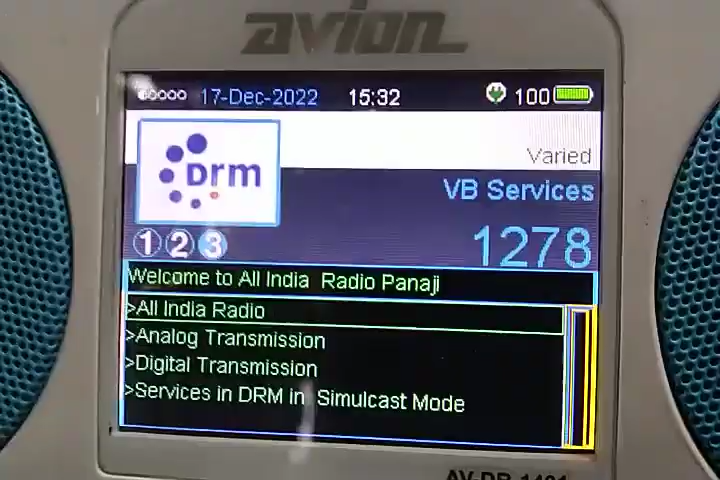 avion
17-Dec-2022 15:32 100
Drm
Varied
VB Services
1 2 3
1278
Welcome to All India Radio Panaji
>All India Radio
>Analog Transmission
>Digital Transmission
>Services in DRM in Simulcast Mode
AV-DR-1401